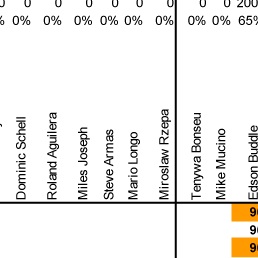 0 0 0 0 0 0 0 0 200
0% 0% 0% 0% 0% 0% 0% 0% 65%
Dominic Schell
Roland Aguilera
Miles Joseph
Steve Armas
Mario Longo
Miroslaw Rzepa
Tenywa Bonseu
Mike Mucino
Edson Buddle